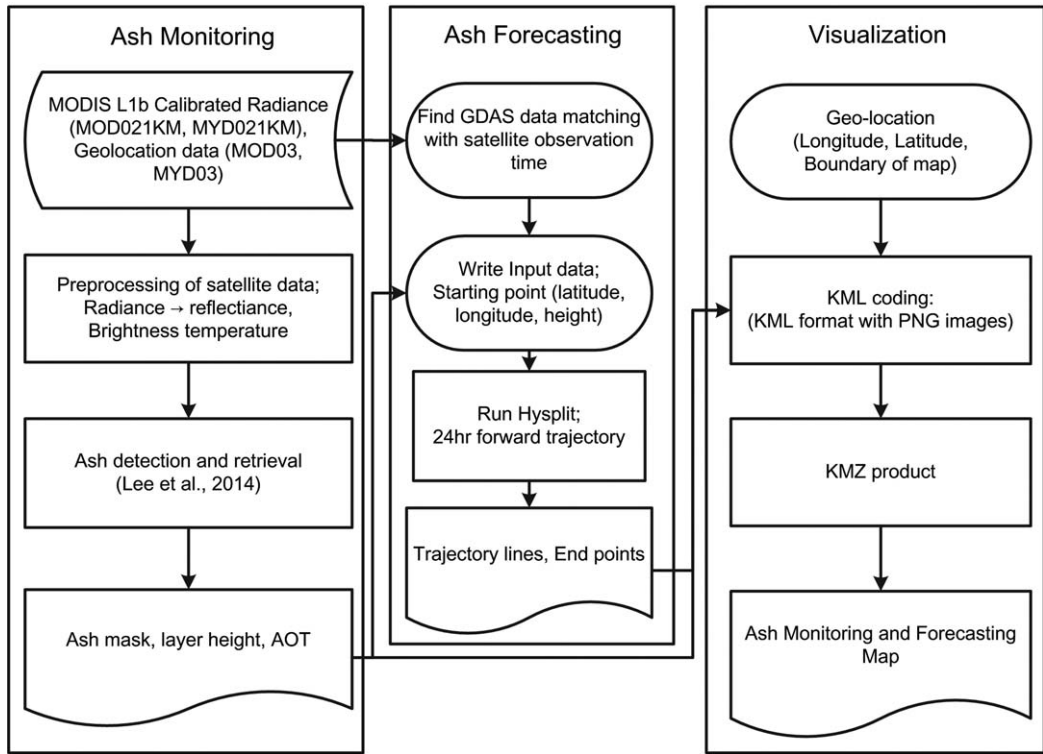 Ash Monitoring
MODIS L1b Calibrated Radiance
(MOD021KM, MYD021KM),
Geolocation data (MOD03,
MYD03)
Preprocessing of satellite data;
Radiance → reflectiance,
Brightness temperature
Ash detection and retrieval
(Lee et al., 2014)
Ash mask, layer height, AOT
Ash Forecasting
Find GDAS data matching
with satellite observation
time
Write Input data;
Starting point (latitude,
longitude, height)
Run Hysplit;
24hr forward trajectory
Trajectory lines, End points
Visualization
Geo-location
(Longitude, Latitude,
Boundary of map)
KML coding:
(KML format with PNG images)
KMZ product
Ash Monitoring and Forecasting
Map